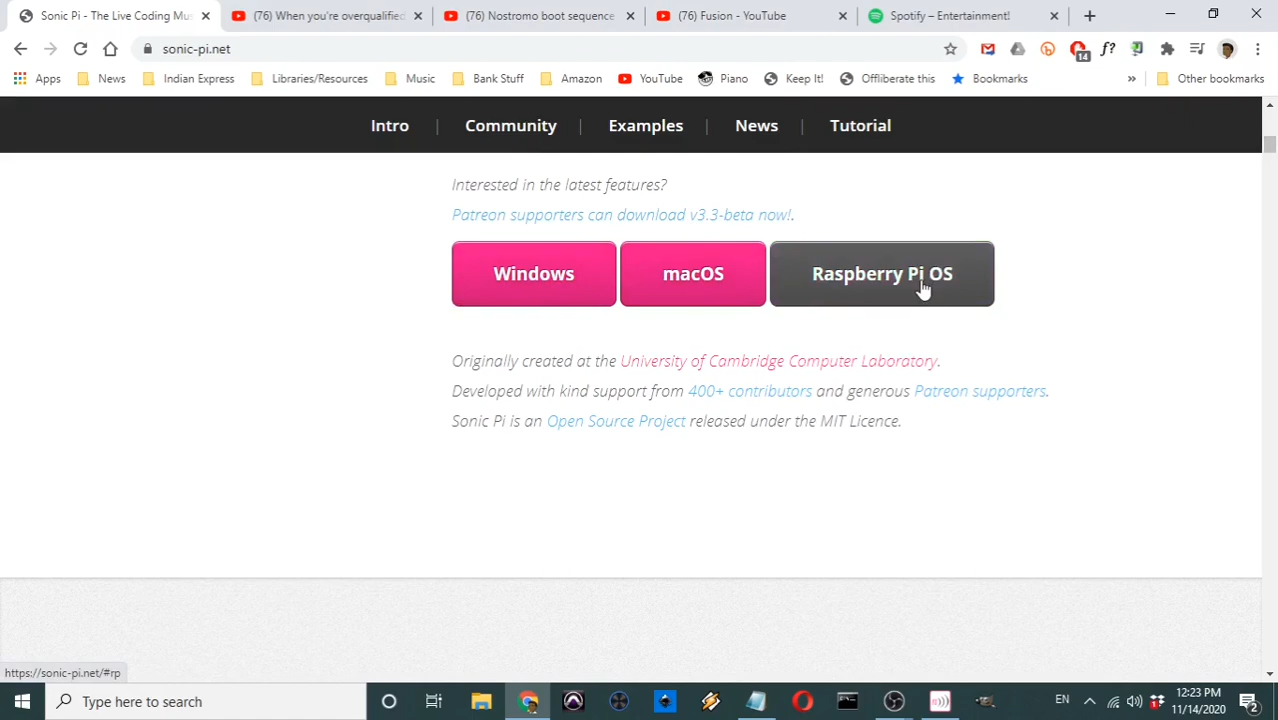 Sonic Pi - The Live Coding Mu
(76) When you're overqualified
(76) Nostromo boot sequence
(76) Fusion - YouTube
Spotify – Entertainment!
sonic-pi.net
14
f?
Apps
News
Indian Express
Libraries/Resources
Music
Bank Stuff
Amazon
YouTube
Piano
Keep It!
Offliberate this
Bookmarks
»
Other bookmarks
Intro | Community | Examples | News | Tutorial
Interested in the latest features?
Patreon supporters can download v3.3-beta now!.
Windows
macOS
Raspberry Pi OS
Originally created at the University of Cambridge Computer Laboratory.
Developed with kind support from 400+ contributors and generous Patreon supporters.
Sonic Pi is an Open Source Project released under the MIT Licence.
https://sonic-pi.net/#rp
Type here to search
EN
12:23 PM
11/14/2020
2